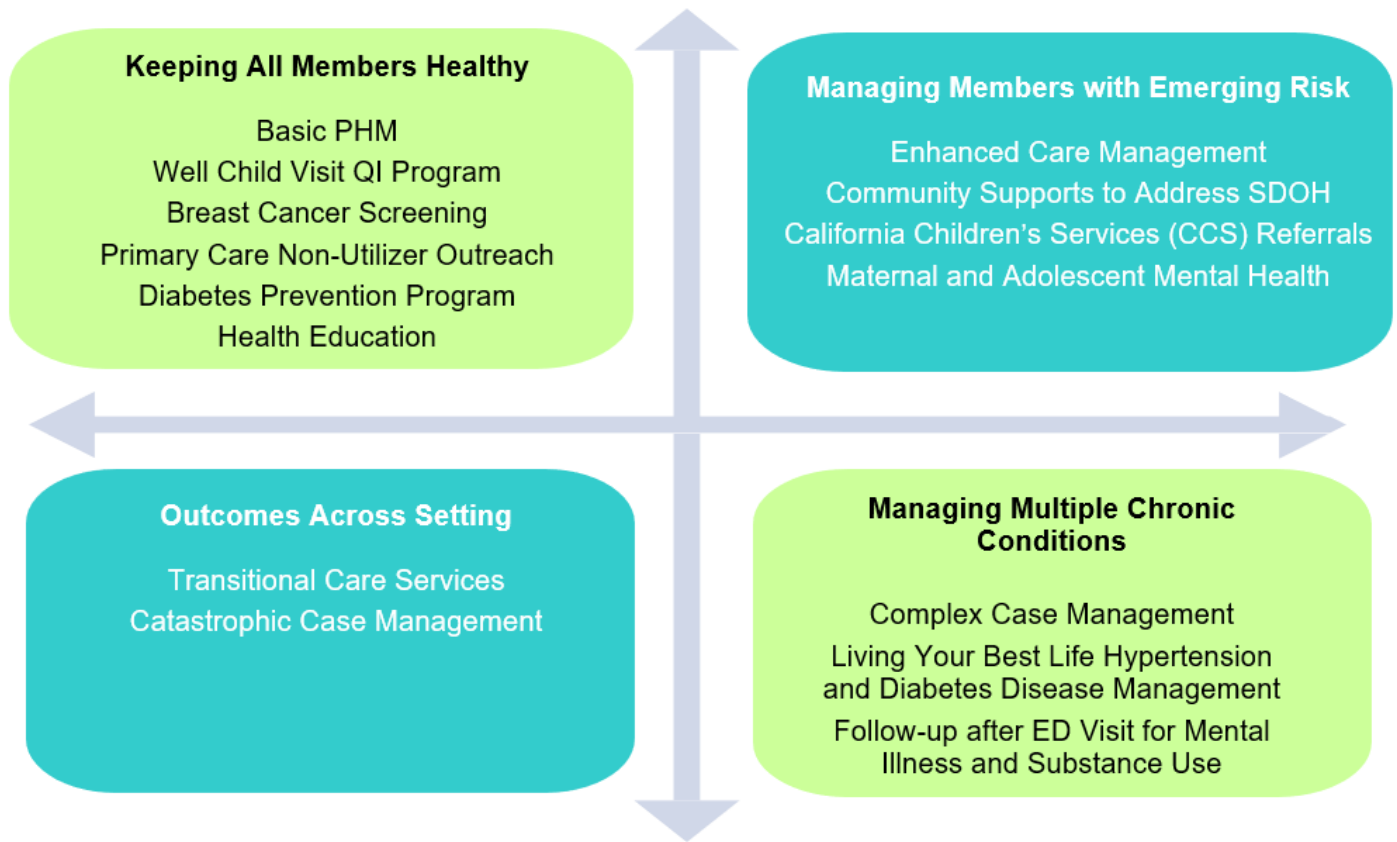 Keeping All Members Healthy
Basic PHM
Well Child Visit QI Program
Breast Cancer Screening
Primary Care Non-Utilizer Outreach
Diabetes Prevention Program
Health Education
Managing Members with Emerging Risk
Enhanced Care Management
Community Supports to Address SDOH
California Children’s Services (CCS) Referrals
Maternal and Adolescent Mental Health
Outcomes Across Setting
Transitional Care Services
Catastrophic Case Management
Managing Multiple Chronic
Conditions
Complex Case Management
Living Your Best Life Hypertension
and Diabetes Disease Management
Follow-up after ED Visit for Mental
Illness and Substance Use